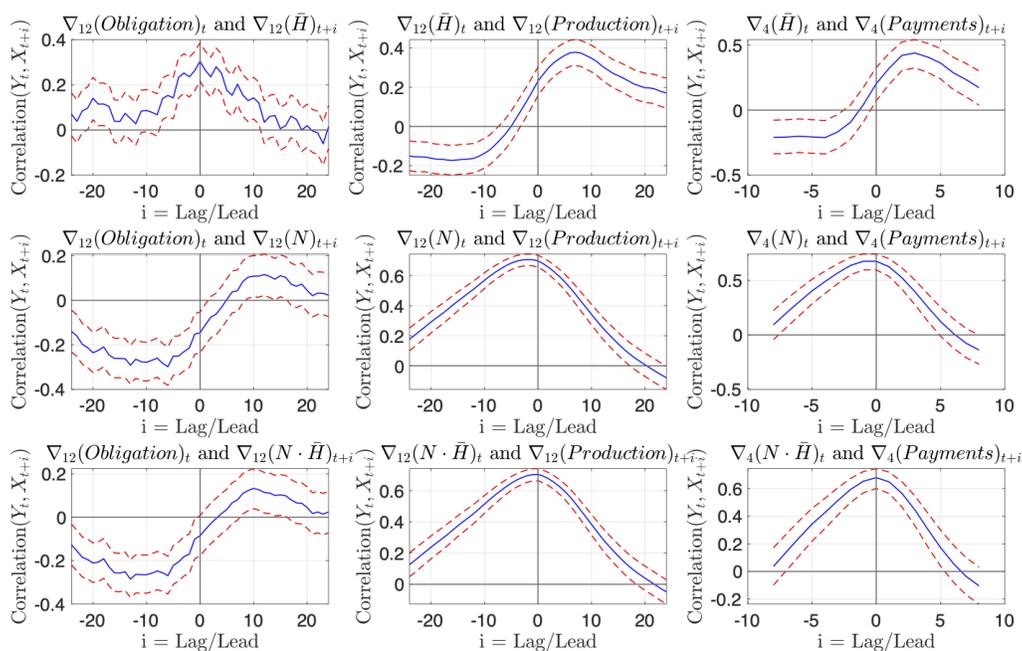 ∇₁₂(Obligation)ₜ and ∇₁₂(H̄)ₜ₊ᵢ
∇₁₂(H̄)ₜ and ∇₁₂(Production)ₜ₊ᵢ
∇₄(H̄)ₜ and ∇₄(Payments)ₜ₊ᵢ
Correlation(Yₜ, Xₜ₊ᵢ)
0.4
0.2
0
-0.2
-20 -10 0 10 20
i = Lag/Lead
Correlation(Yₜ, Xₜ₊ᵢ)
0.4
0.2
0
-0.2
-20 -10 0 10 20
i = Lag/Lead
Correlation(Yₜ, Xₜ₊ᵢ)
0.5
0
-0.5
-10 -5 0 5 10
i = Lag/Lead
∇₁₂(Obligation)ₜ and ∇₁₂(N)ₜ₊ᵢ
∇₁₂(N)ₜ and ∇₁₂(Production)ₜ₊ᵢ
∇₄(N)ₜ and ∇₄(Payments)ₜ₊ᵢ
Correlation(Yₜ, Xₜ₊ᵢ)
0.2
0
-0.2
-0.4
-20 -10 0 10 20
i = Lag/Lead
Correlation(Yₜ, Xₜ₊ᵢ)
0.6
0.4
0.2
0
-20 -10 0 10 20
i = Lag/Lead
Correlation(Yₜ, Xₜ₊ᵢ)
0.5
0
-0.5
-10 -5 0 5 10
i = Lag/Lead
∇₁₂(Obligation)ₜ and ∇₁₂(N · H̄)ₜ₊ᵢ
∇₁₂(N · H̄)ₜ and ∇₁₂(Production)ₜ₊ᵢ
∇₄(N · H̄)ₜ and ∇₄(Payments)ₜ₊ᵢ
Correlation(Yₜ, Xₜ₊ᵢ)
0.2
0
-0.2
-0.4
-20 -10 0 10 20
i = Lag/Lead
Correlation(Yₜ, Xₜ₊ᵢ)
0.6
0.4
0.2
0
-20 -10 0 10 20
i = Lag/Lead
Correlation(Yₜ, Xₜ₊ᵢ)
0.6
0.4
0.2
0
-0.2
-10 -5 0 5 10
i = Lag/Lead